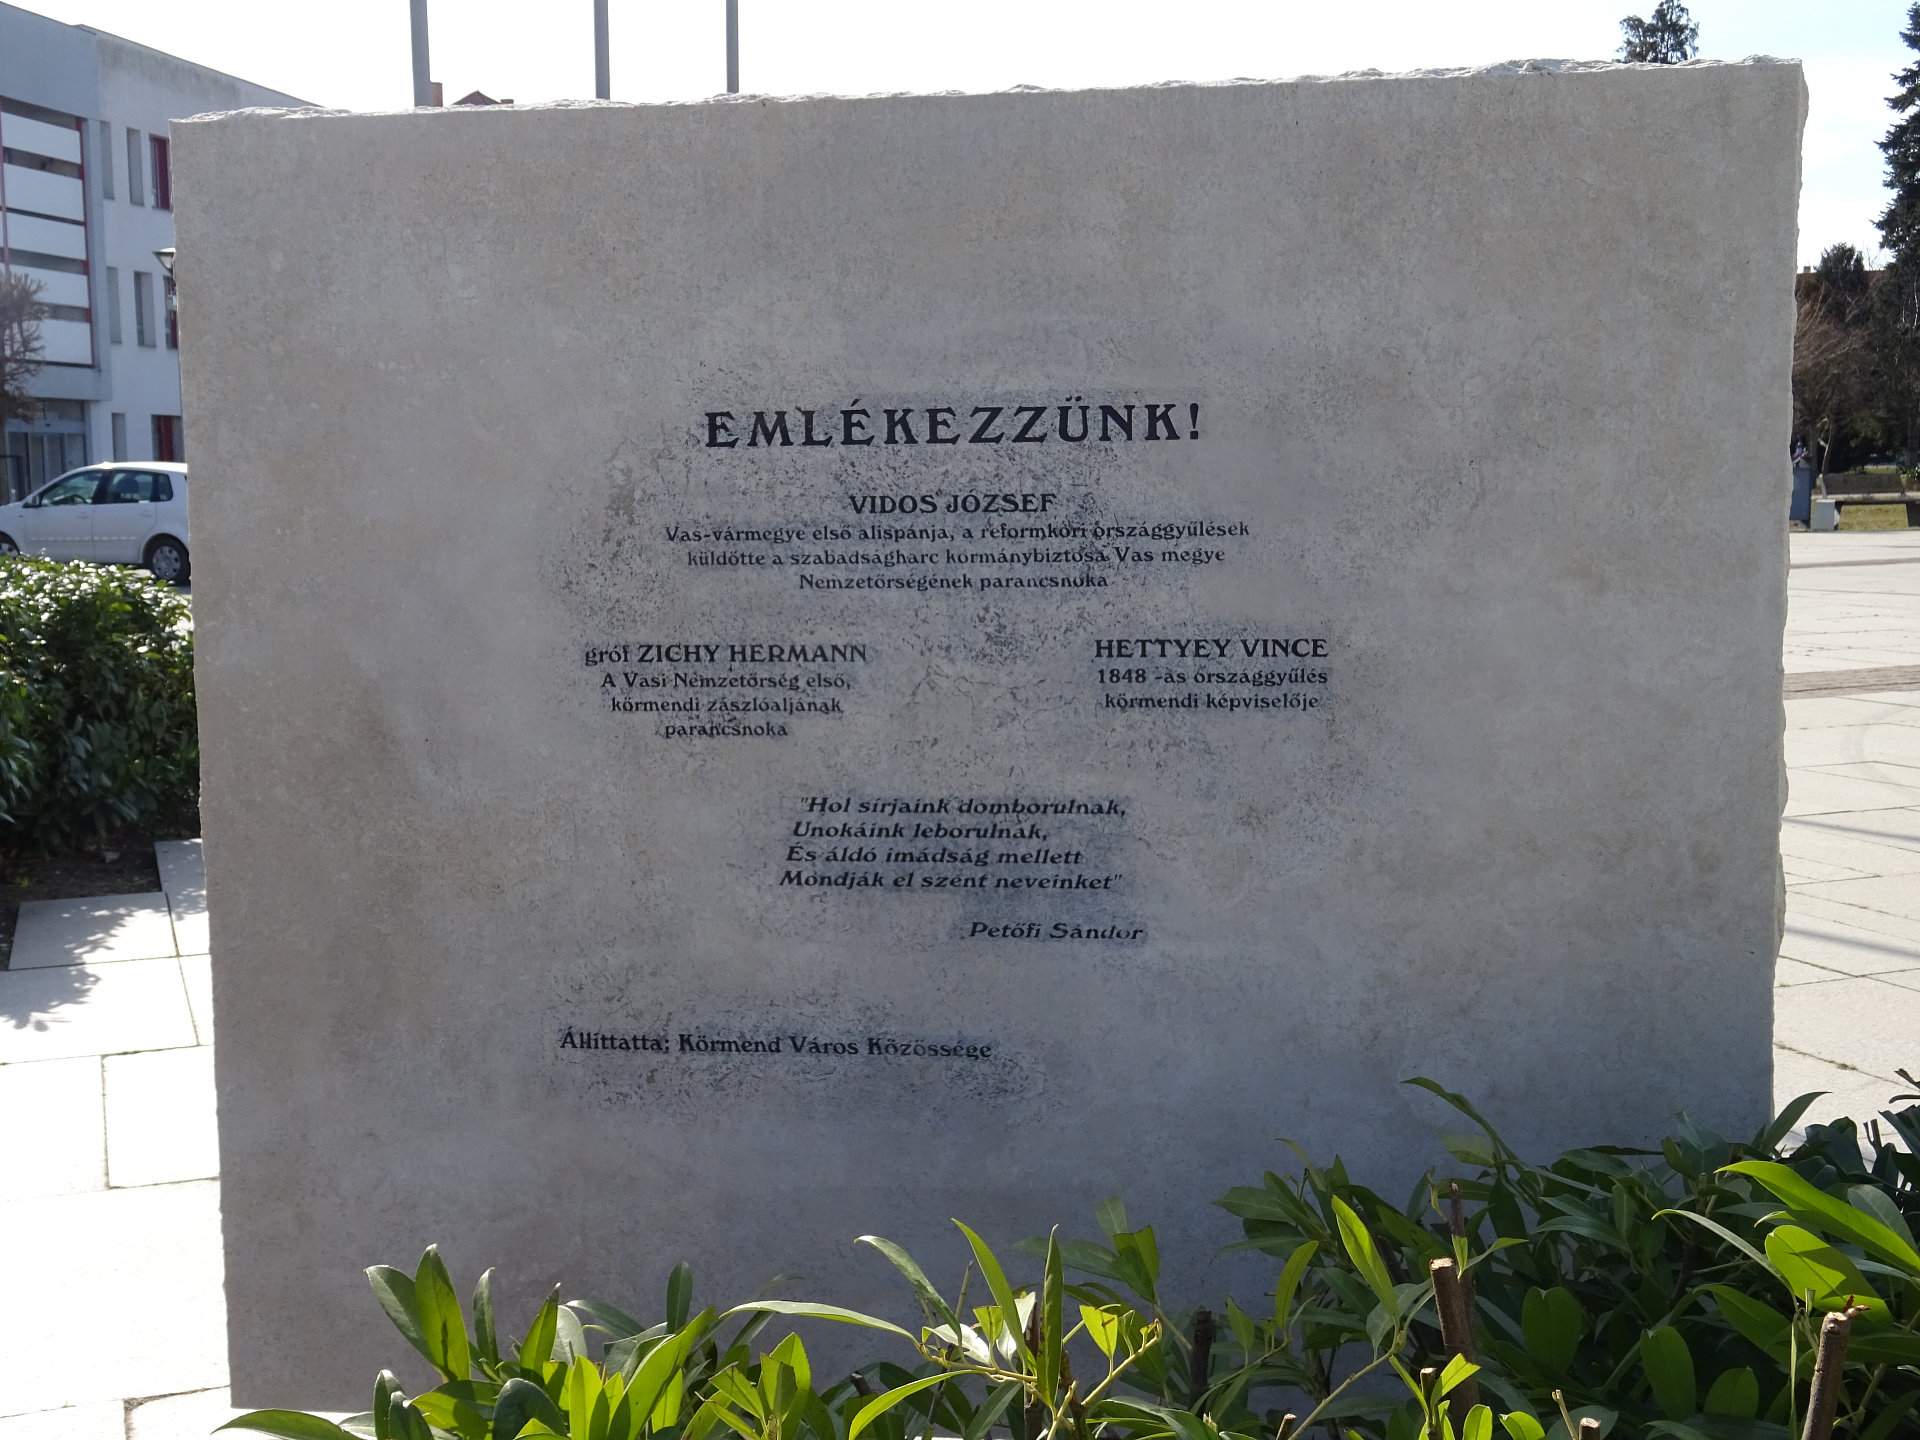 EMLÉKEZZÜNK!
VIDOS JÓZSEF
Vas-vármegye első alispánja, a reformkori országgyűlések
küldötte a szabadságharc kormánybiztosa Vas megye
Nemzetőrségének parancsnoka
gróf ZICHY HERMANN
A Vasi Nemzetőrség első,
körmendi zászlóaljának
parancsnoka
HETTYEY VINCE
1848 -as országgyűlés
körmendi képviselője
"Hol sírjaink domborulnak,
Unokáink leborulnak,
És áldó imádság mellett
Mondják el szent neveinket"
Petőfi Sándor
Állíttatta: Körmend Város Közössége